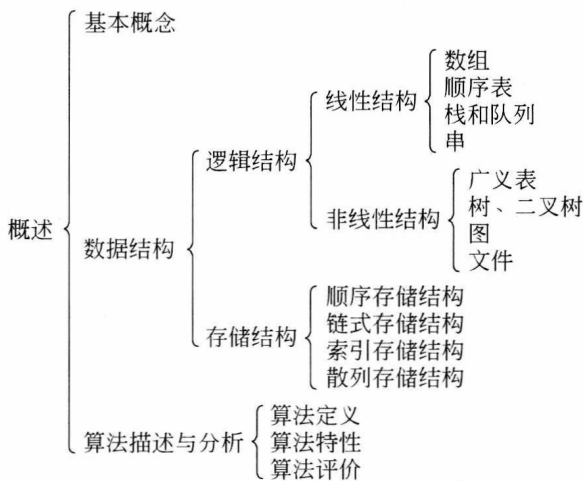 概述
基本概念
数据结构
逻辑结构
线性结构
数组
顺序表
栈和队列
串
非线性结构
广义表
树、二叉树
图
文件
存储结构
顺序存储结构
链式存储结构
索引存储结构
散列存储结构
算法描述与分析
算法定义
算法特性
算法评价